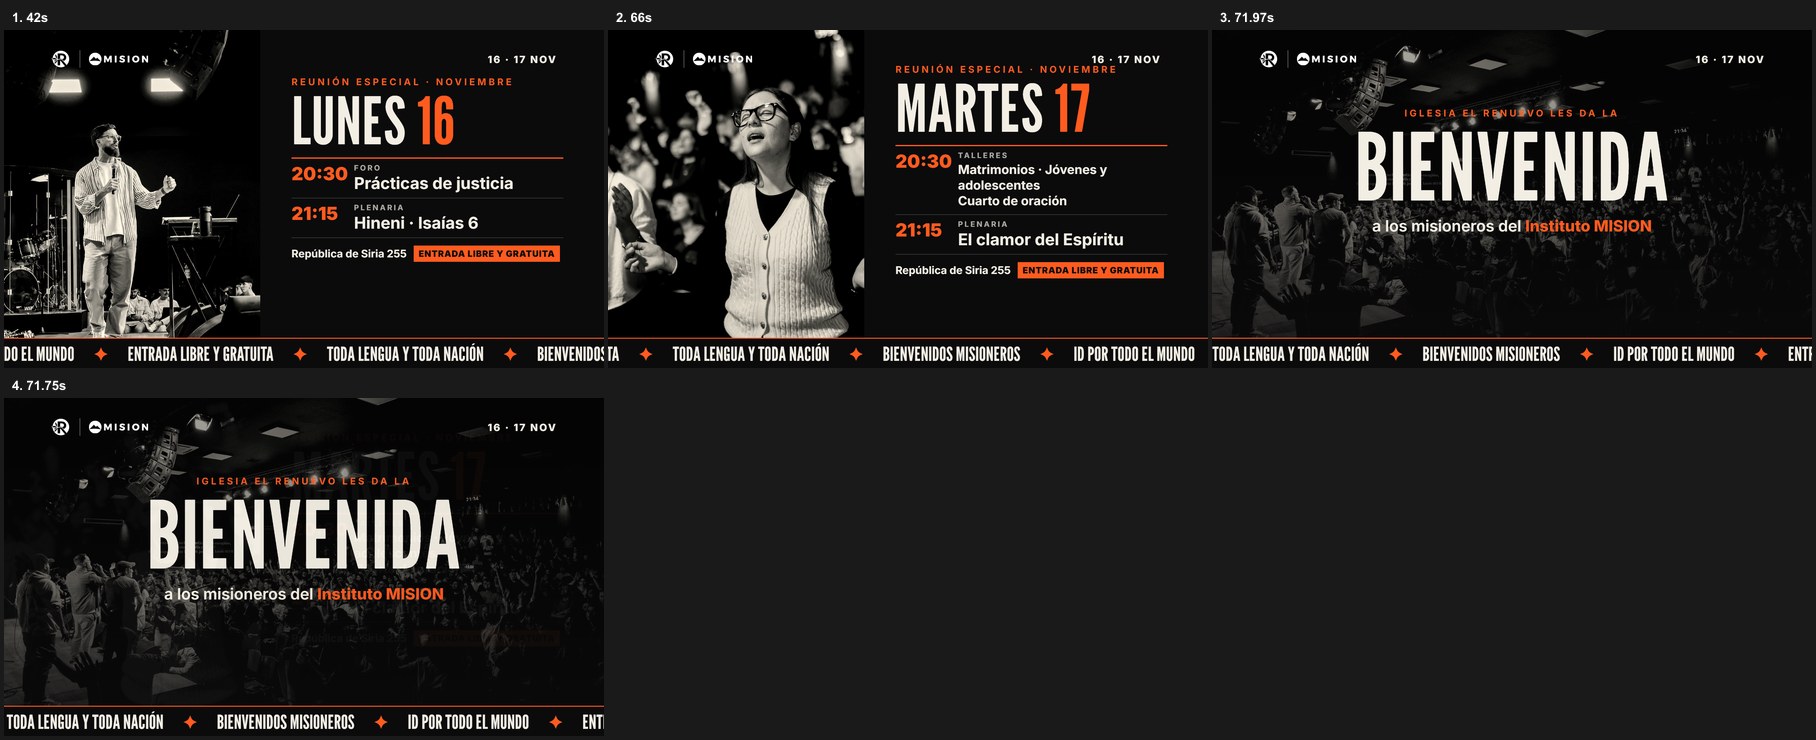 1. 42s
MISION
16 · 17 NOV
REUNIÓN ESPECIAL · NOVIEMBRE
LUNES 16
20:30 FORO
Prácticas de justicia
21:15 PLENARIA
Hineni · Isaías 6
República de Siria 255 ENTRADA LIBRE Y GRATUITA
DO EL MUNDO ENTRADA LIBRE Y GRATUITA TODA LENGUA Y TODA NACIÓN BIENVENIDOS
2. 66s
MISION
16 · 17 NOV
REUNIÓN ESPECIAL · NOVIEMBRE
MARTES 17
20:30 TALLERES
Matrimonios · Jóvenes y
adolescentes
Cuarto de oración
21:15 PLENARIA
El clamor del Espíritu
República de Siria 255 ENTRADA LIBRE Y GRATUITA
TA TODA LENGUA Y TODA NACIÓN BIENVENIDOS MISIONEROS ID POR TODO EL MUNDO
3. 71.97s
MISION
16 · 17 NOV
IGLESIA EL RENUEVO LES DA LA
BIENVENIDA
a los misioneros del Instituto MISION
TODA LENGUA Y TODA NACIÓN BIENVENIDOS MISIONEROS ID POR TODO EL MUNDO ENT
4. 71.75s
MISION
16 · 17 NOV
MARTES 17
IGLESIA EL RENUEVO LES DA LA
BIENVENIDA
a los misioneros del Instituto MISION
TODA LENGUA Y TODA NACIÓN BIENVENIDOS MISIONEROS ID POR TODO EL MUNDO ENT